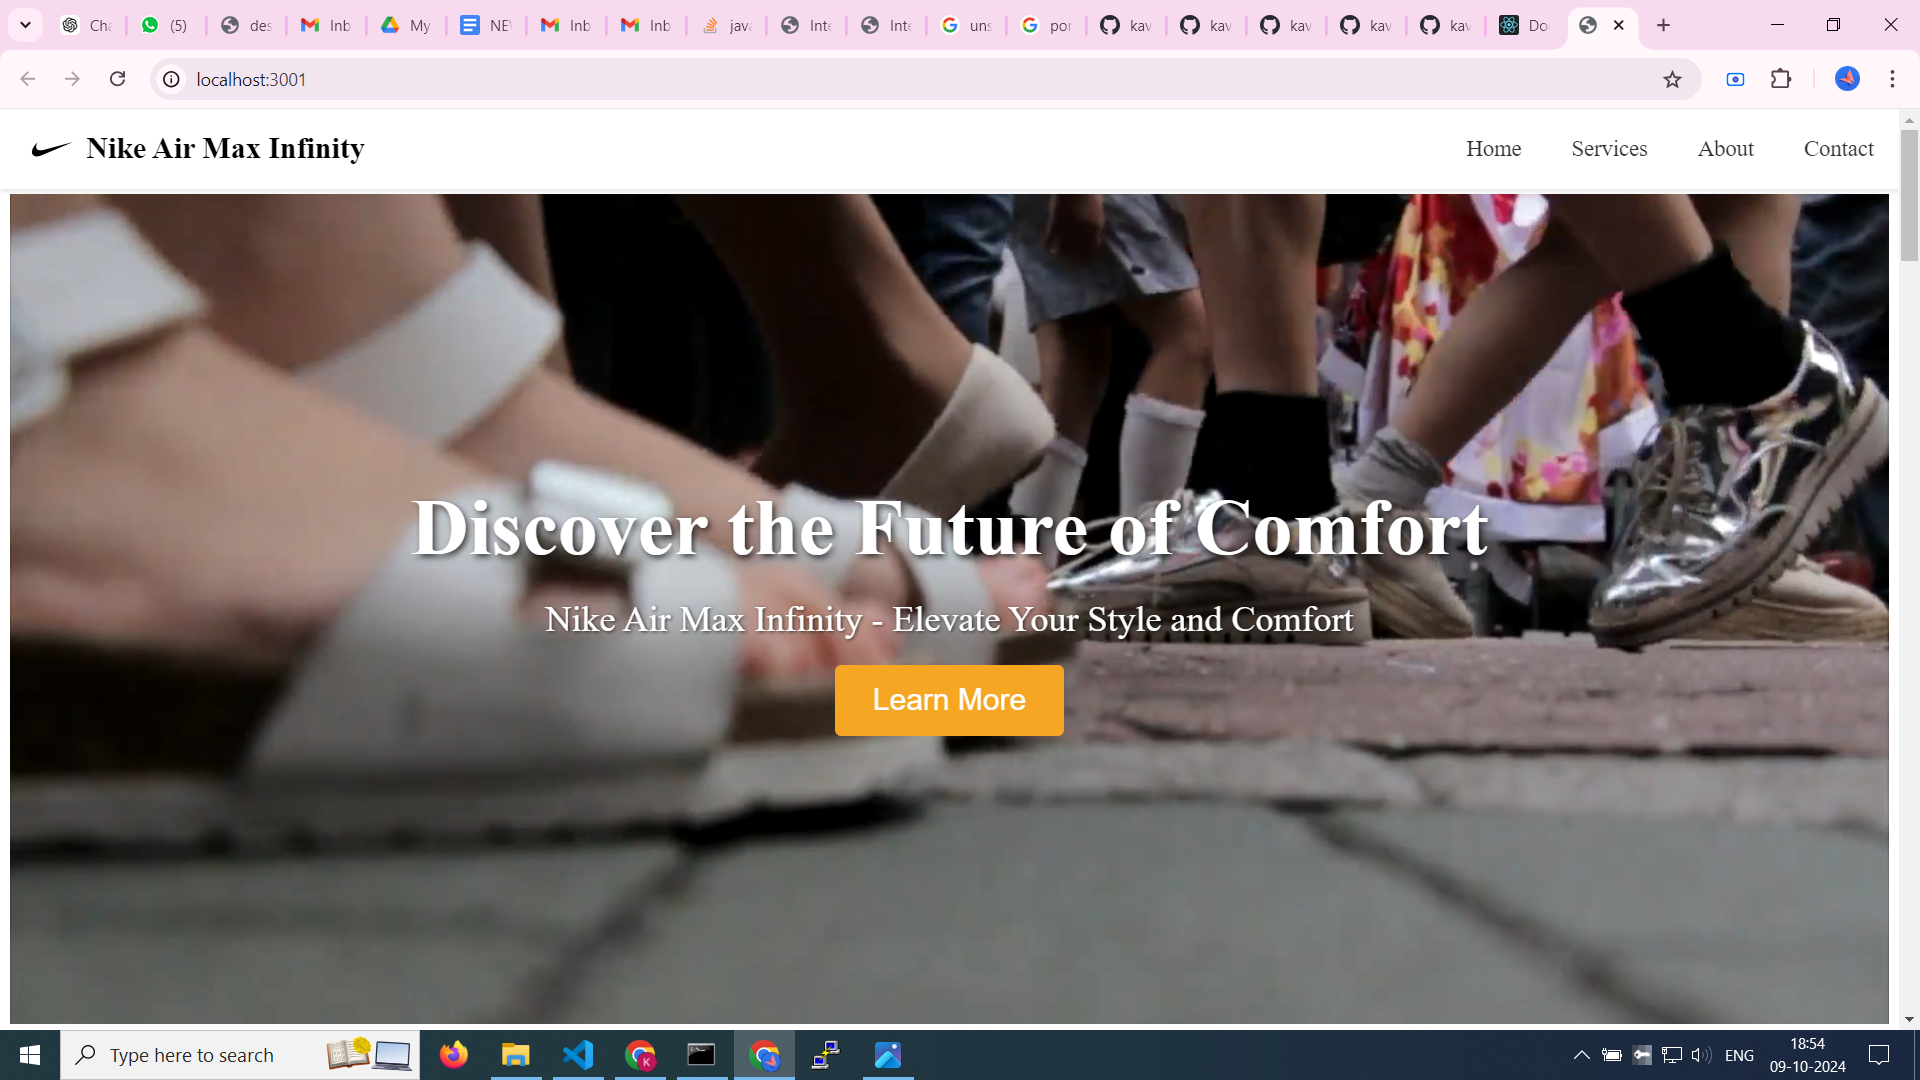 Cha
(5)
des
Inb
My
NEV
Inb
Inb
java
Inte
Inte
uns
por
kav
kav
kav
kav
kav
Do
localhost:3001
Nike Air Max Infinity
Home
Services
About
Contact
Discover the Future of Comfort
Nike Air Max Infinity - Elevate Your Style and Comfort
Learn More
Type here to search
K
ENG
18:54
09-10-2024